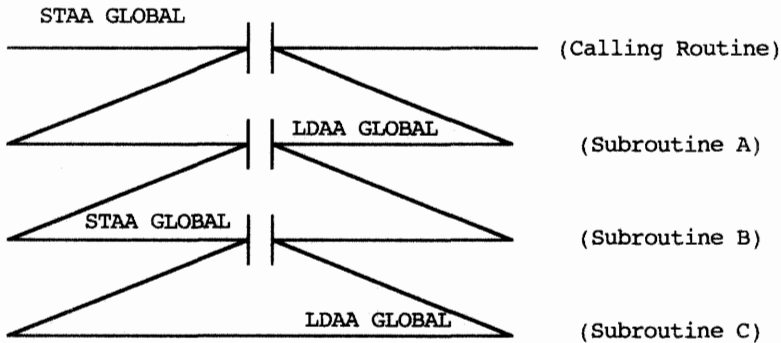 STAA GLOBAL
(Calling Routine)
LDAA GLOBAL
(Subroutine A)
STAA GLOBAL
(Subroutine B)
LDAA GLOBAL
(Subroutine C)